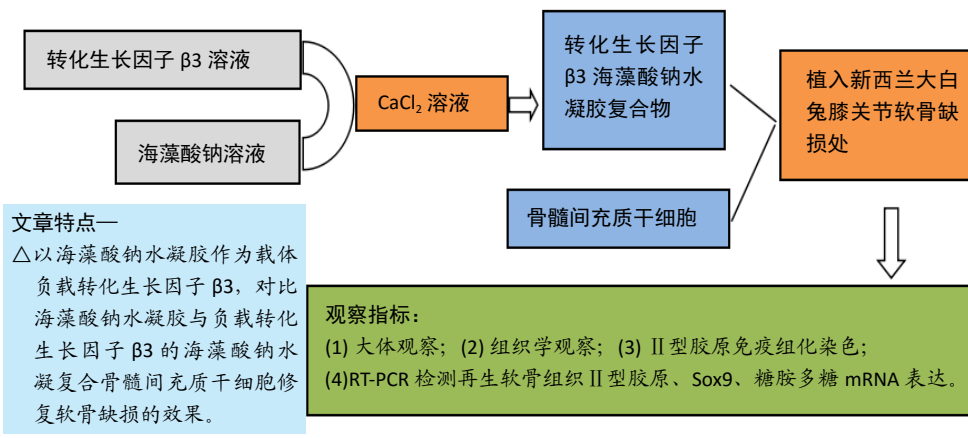 转化生长因子 β3 溶液
海藻酸钠溶液
CaCl₂ 溶液
转化生长因子
β3 海藻酸钠水
凝胶复合物
骨髓间充质干细胞
植入新西兰大白
兔膝关节软骨缺
损处
文章特点—
△以海藻酸钠水凝胶作为载体
负载转化生长因子 β3，对比
海藻酸钠水凝胶与负载转化
生长因子 β3 的海藻酸钠水
凝复合骨髓间充质干细胞修
复软骨缺损的效果。
观察指标：
(1) 大体观察；(2) 组织学观察；(3) Ⅱ型胶原免疫组化染色；
(4)RT-PCR 检测再生软骨组织Ⅱ型胶原、Sox9、糖胺多糖 mRNA 表达。